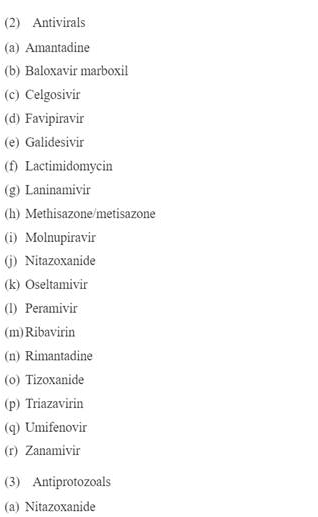 (2) Antivirals
(a) Amantadine
(b) Baloxavir marboxil
(c) Celgosivir
(d) Favipiravir
(e) Galidesivir
(f) Lactimidomycin
(g) Laninamivir
(h) Methisazone/metisazone
(i) Molnupiravir
(j) Nitazoxanide
(k) Oseltamivir
(l) Peramivir
(m) Ribavirin
(n) Rimantadine
(o) Tizoxanide
(p) Triazavirin
(q) Umifenovir
(r) Zanamivir
(3) Antiprotozoals
(a) Nitazoxanide